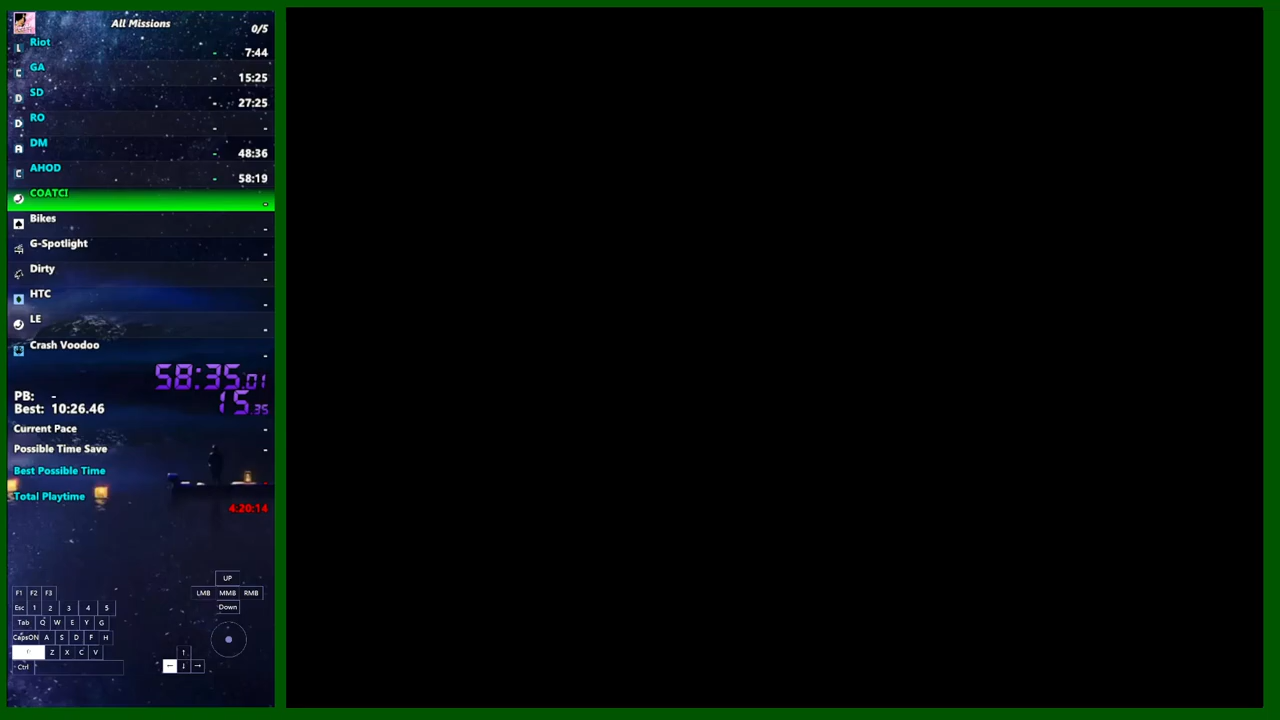 All Missions
0/5
L Riot - 7:44
C GA - 15:25
D SD - 27:25
D RO - -
A DM - 48:36
C AHOD - 58:19
COATCI -
Bikes -
G-Spotlight -
Dirty -
HTC -
LE -
Crash Voodoo -
58:35.01
PB: -
15.35
Best: 10:26.46
Current Pace -
Possible Time Save -
Best Possible Time
Total Playtime
4:20:14
UP
F1 F2 F3 LMB MMB RMB
Esc 1 2 3 4 5 Down
Tab Q W E Y G
CapsON A S D F H
Z X C V ↑
Ctrl ← ↓ →